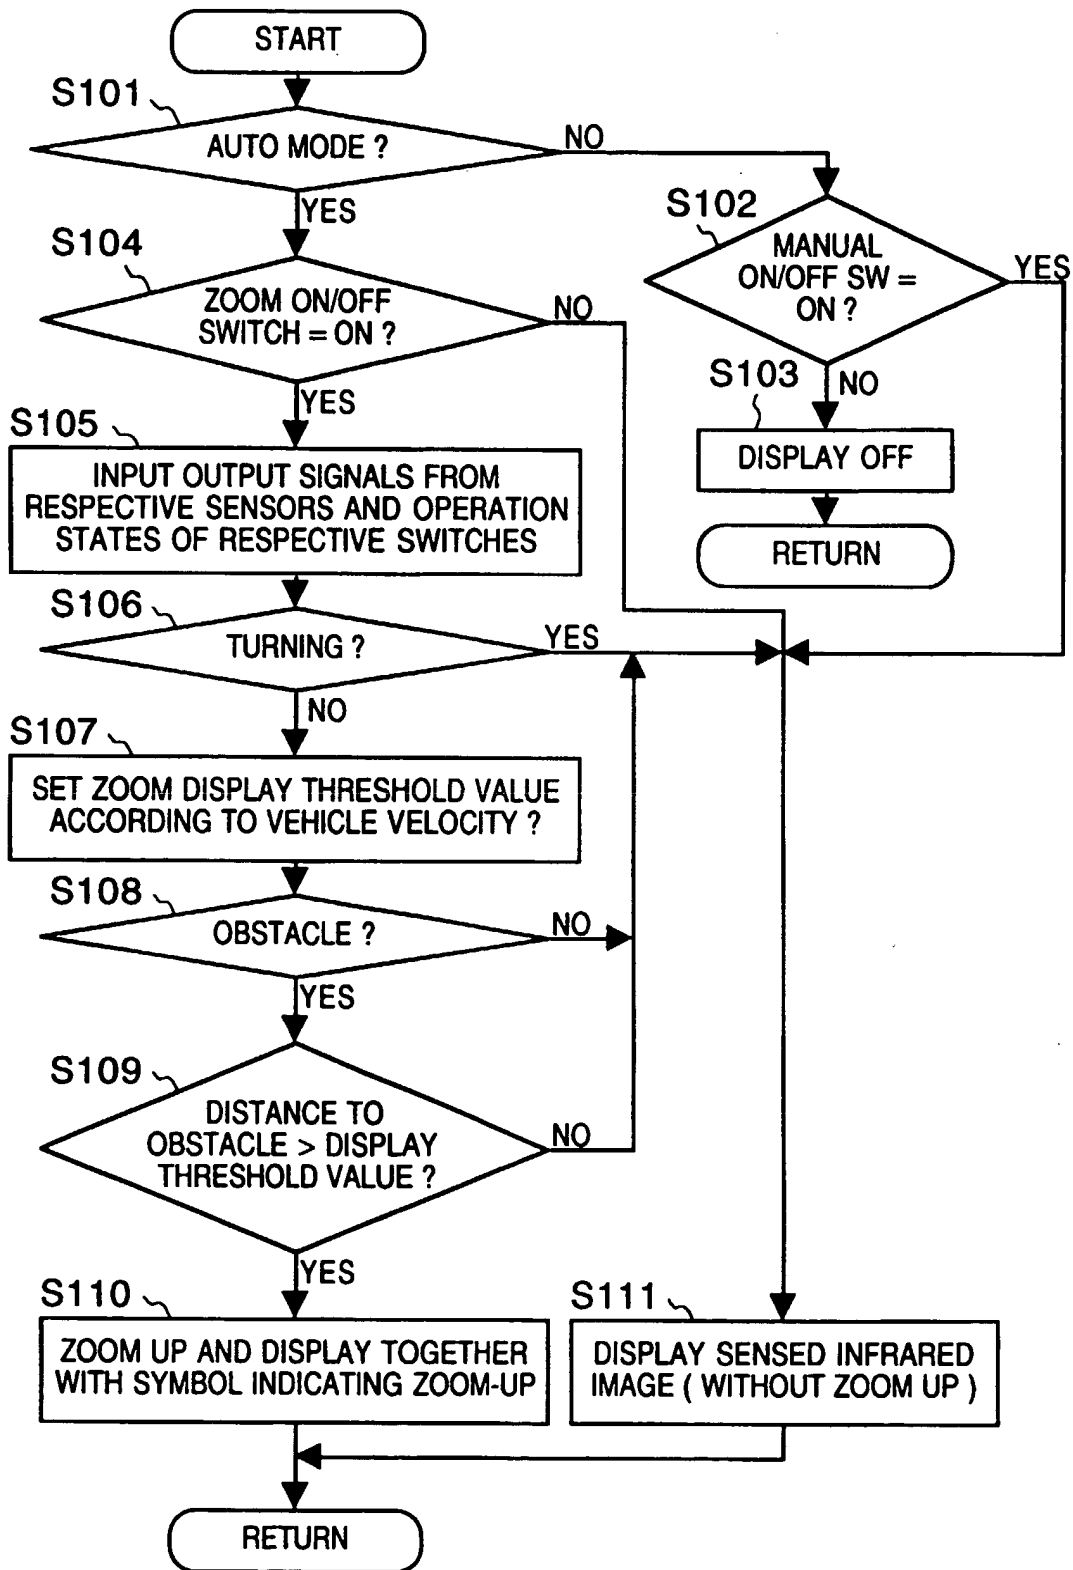 START
S101
AUTO MODE ?
NO
YES
S102
MANUAL
ON/OFF SW =
ON ?
YES
NO
S103
DISPLAY OFF
RETURN
S104
ZOOM ON/OFF
SWITCH = ON ?
NO
YES
S105
INPUT OUTPUT SIGNALS FROM
RESPECTIVE SENSORS AND OPERATION
STATES OF RESPECTIVE SWITCHES
S106
TURNING ?
YES
NO
S107
SET ZOOM DISPLAY THRESHOLD VALUE
ACCORDING TO VEHICLE VELOCITY ?
S108
OBSTACLE ?
NO
YES
S109
DISTANCE TO
OBSTACLE > DISPLAY
THRESHOLD VALUE ?
NO
YES
S110
ZOOM UP AND DISPLAY TOGETHER
WITH SYMBOL INDICATING ZOOM-UP
S111
DISPLAY SENSED INFRARED
IMAGE ( WITHOUT ZOOM UP )
RETURN